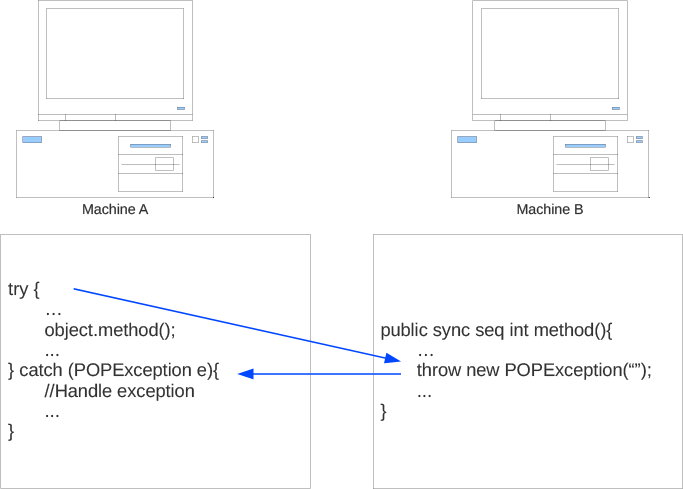 Machine A
Machine B
try {
…
object.method();
...
} catch (POPException e){
//Handle exception
...
}
public sync seq int method(){
…
throw new POPException(“”);
...
}